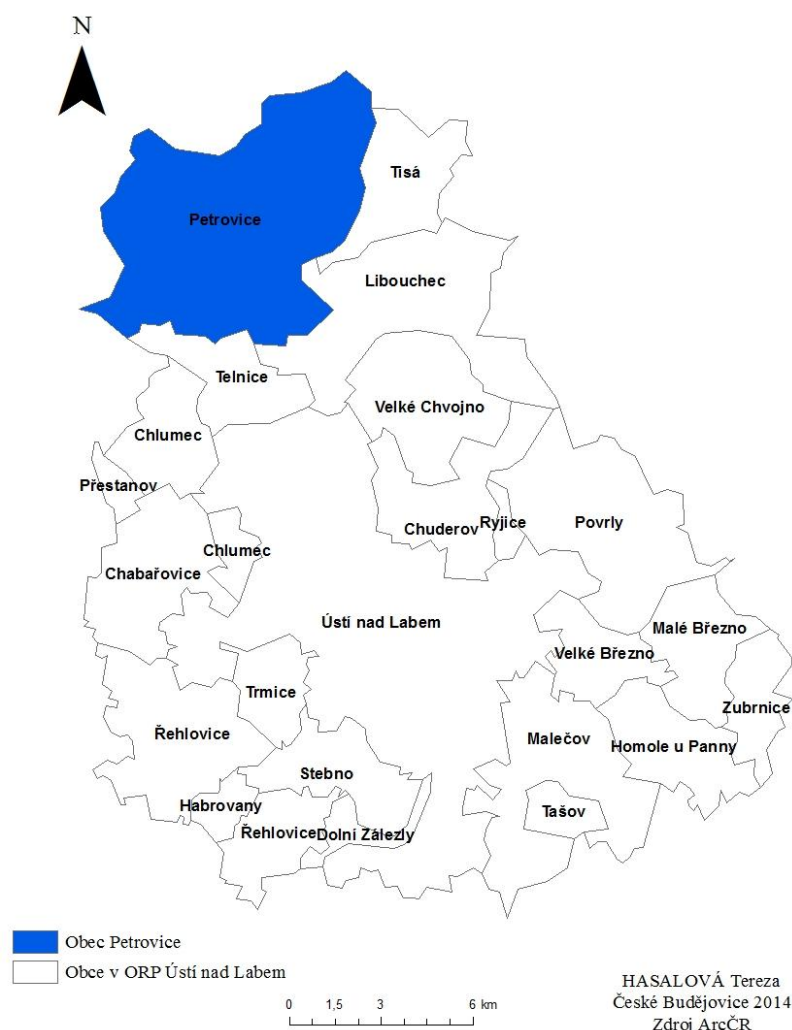 N
Tisá
Petrovice
Libouchec
Telnice
Velké Chvojno
Chlumec
Přestanov
Chuderov
Ryjice
Povrly
Chlumec
Chabařovice
Ústí nad Labem
Malé Březno
Velké Březno
Trmice
Zubrnice
Řehlovice
Malečov
Homole u Panny
Stebno
Habrovany
Tašov
Řehlovice
Dolní Zálezly
Obec Petrovice
Obce v ORP Ústí nad Labem
0 1,5 3 6 km
HASALOVÁ Tereza
České Budějovice 2014
Zdroj ArcČR